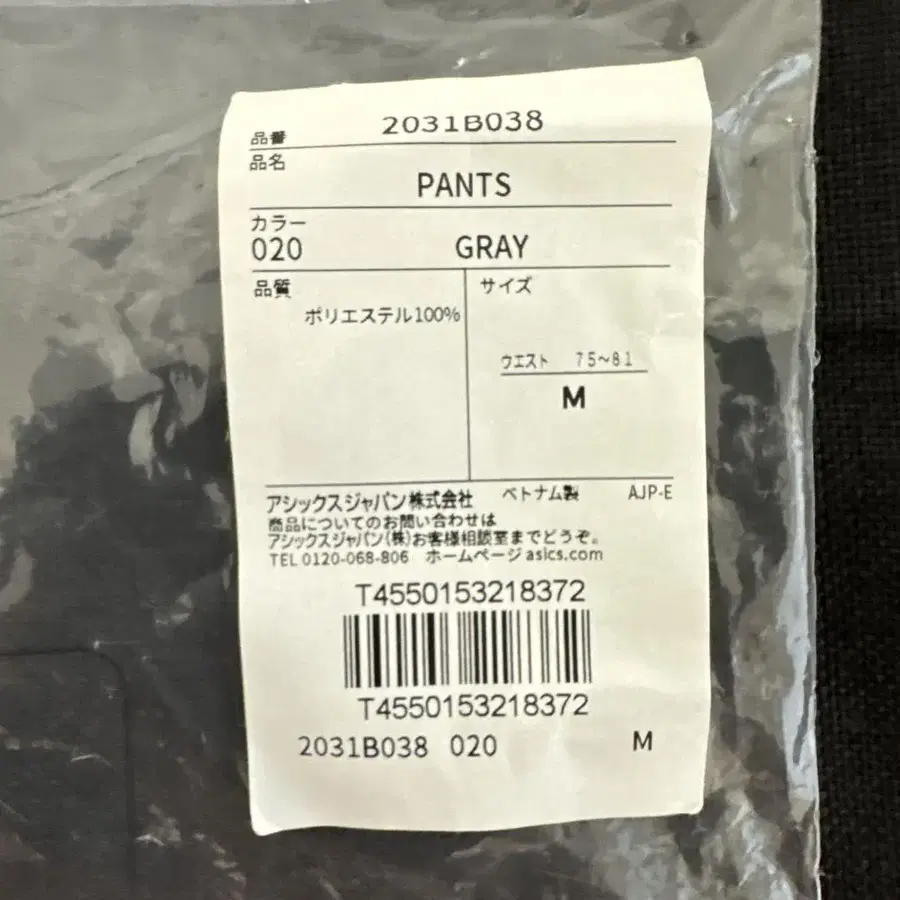 品番 2031B038
品名
PANTS
カラー
020 GRAY
品質
ポリエステル100%
サイズ
ウエスト 75～81
M
アシックスジャパン株式会社 ベトナム製 AJP-E
商品についてのお問い合わせは
アシックスジャパン(株)お客様相談室までどうぞ。
TEL 0120-068-806 ホームページ asics.com
T4550153218372
T4550153218372
2031B038 020 M